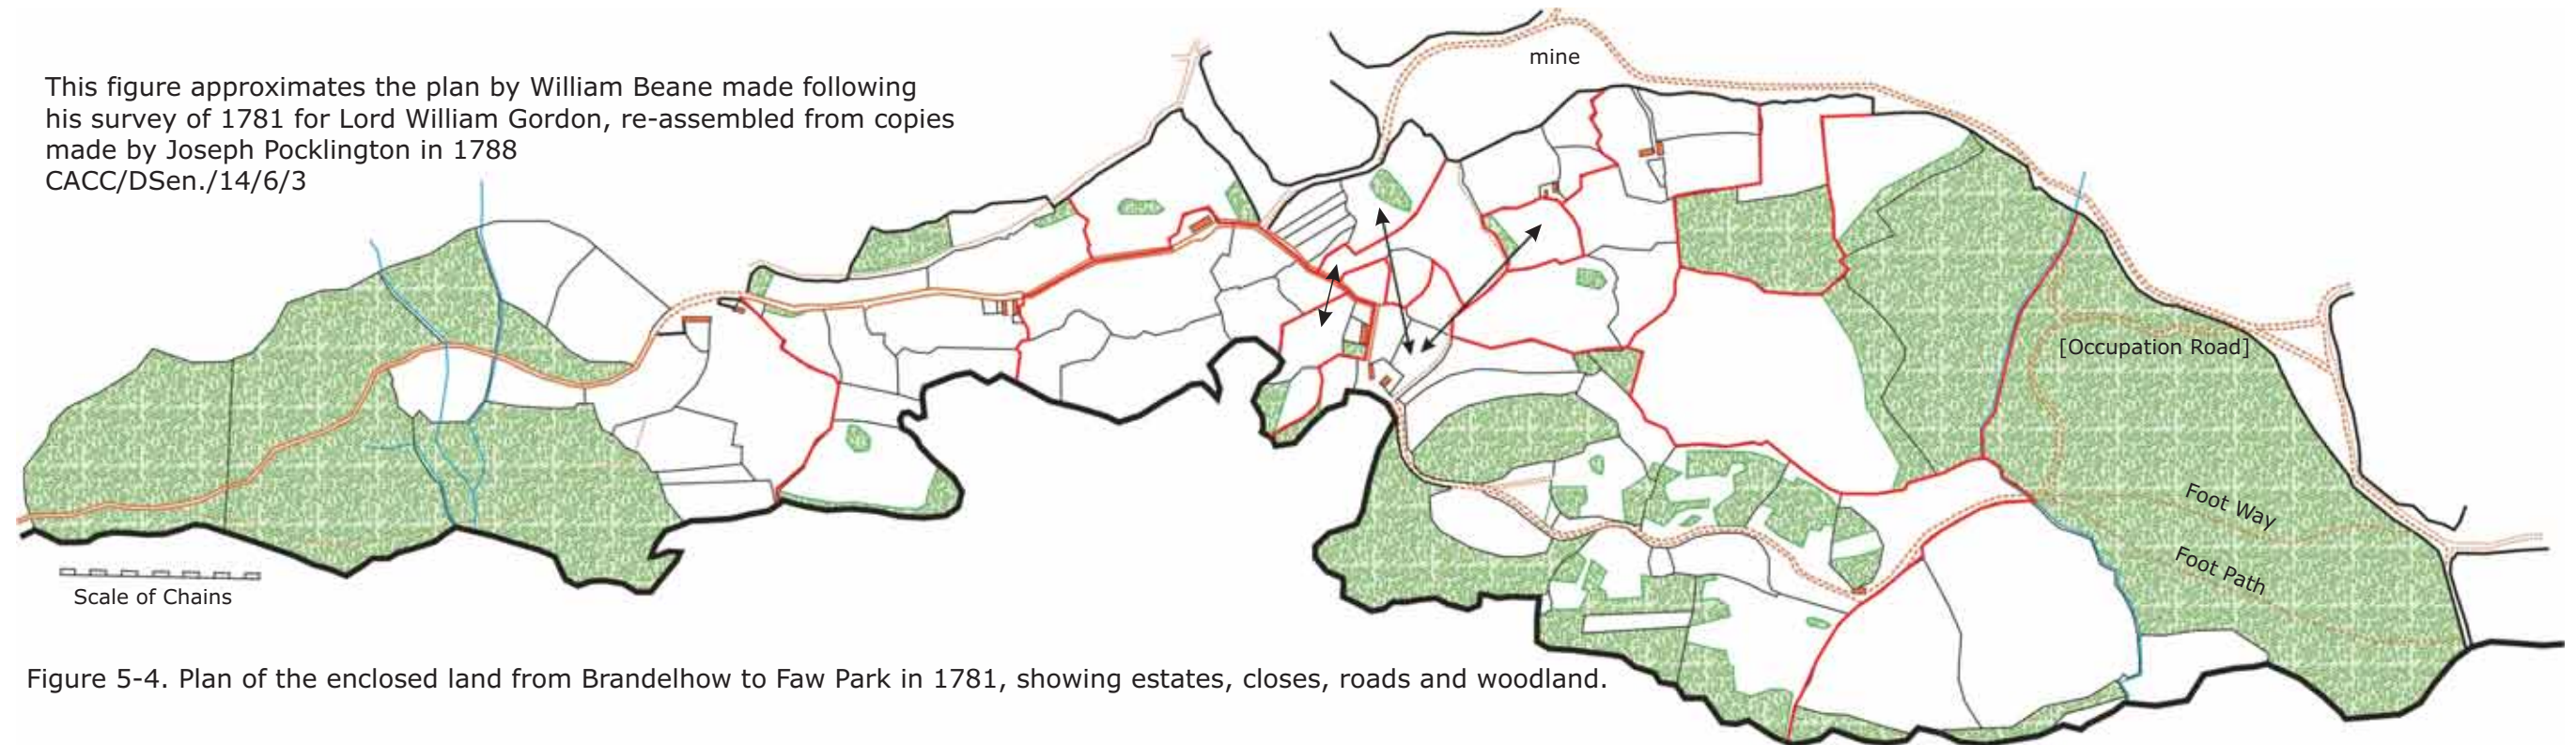 This figure approximates the plan by William Beane made following
his survey of 1781 for Lord William Gordon, re-assembled from copies
made by Joseph Pocklington in 1788
CACC/DSen./14/6/3
mine
[Occupation Road]
Foot Way
Foot Path
Scale of Chains
Figure 5-4. Plan of the enclosed land from Brandelhow to Faw Park in 1781, showing estates, closes, roads and woodland.